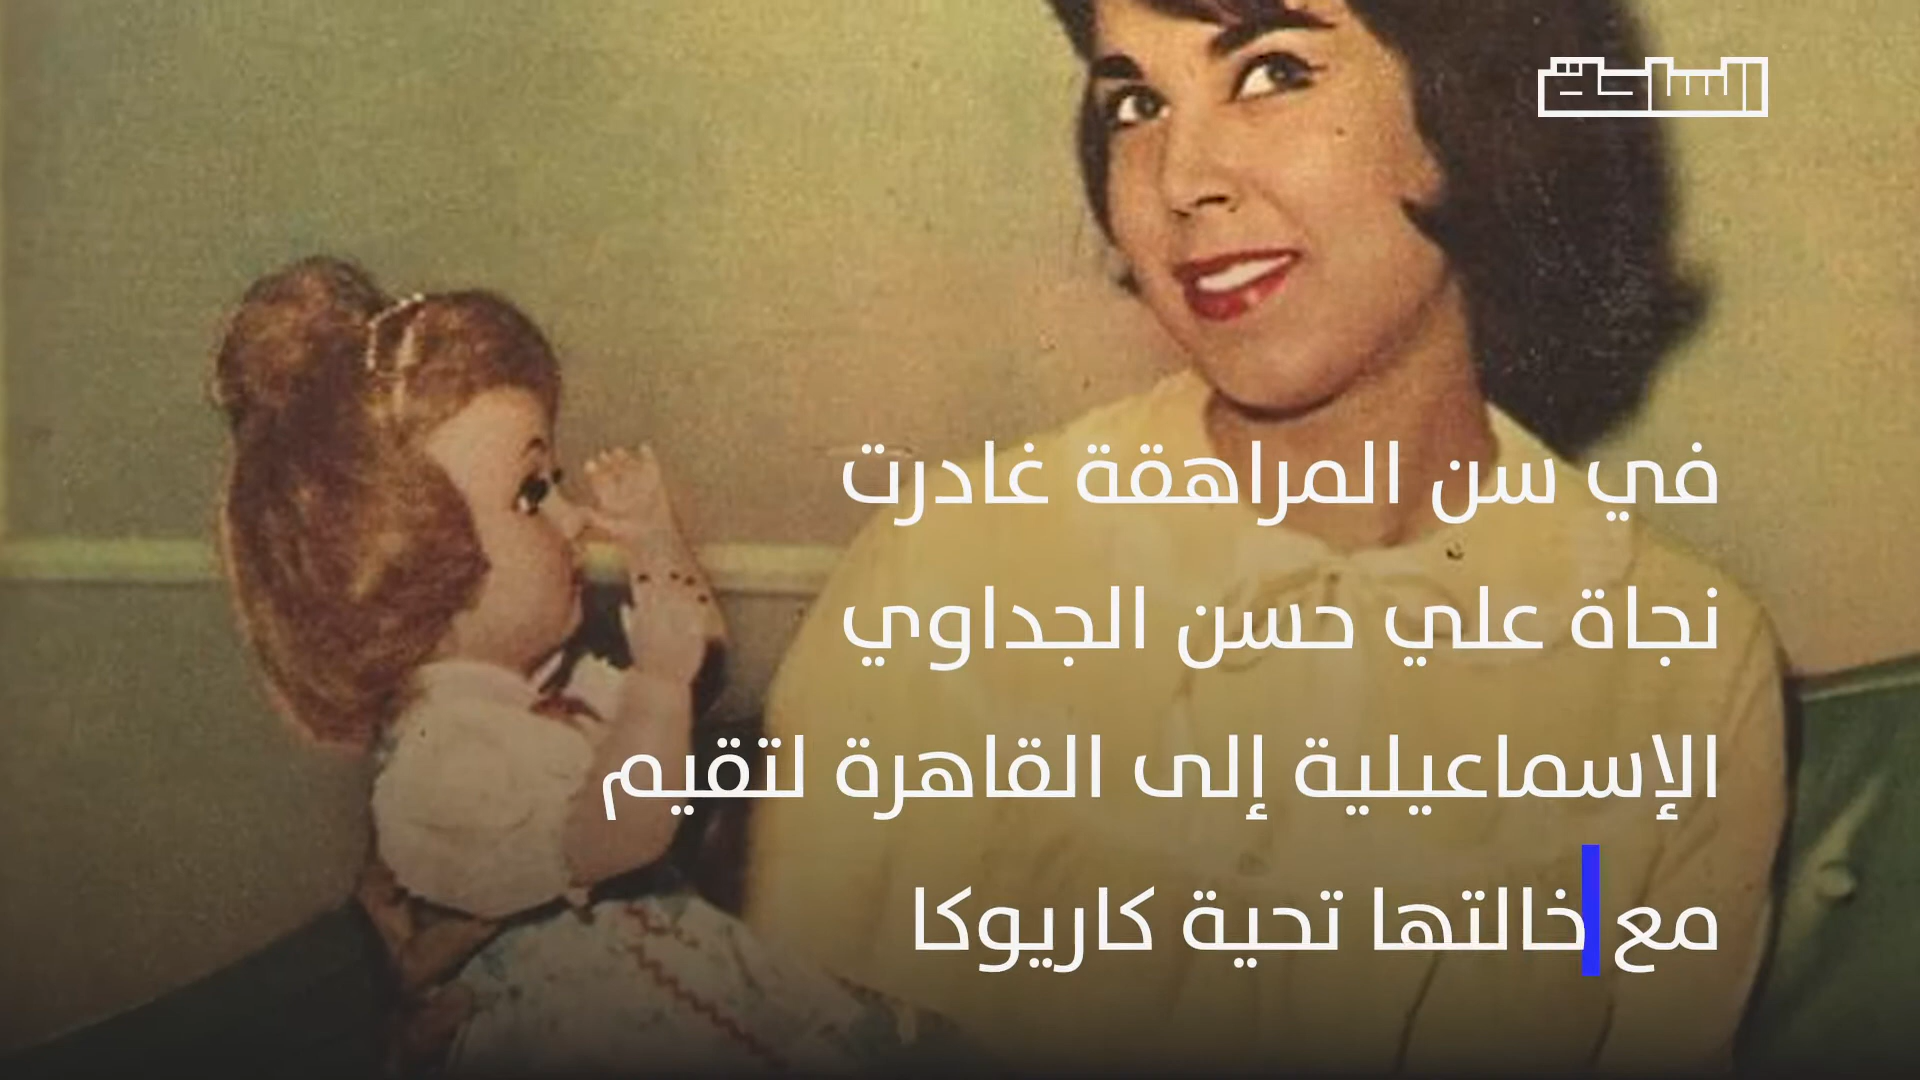 الساحة
في سن المراهقة غادرت
نجاة علي حسن الجداوي
الإسماعيلية إلى القاهرة لتقيم
مع خالتها تحية كاريوكا